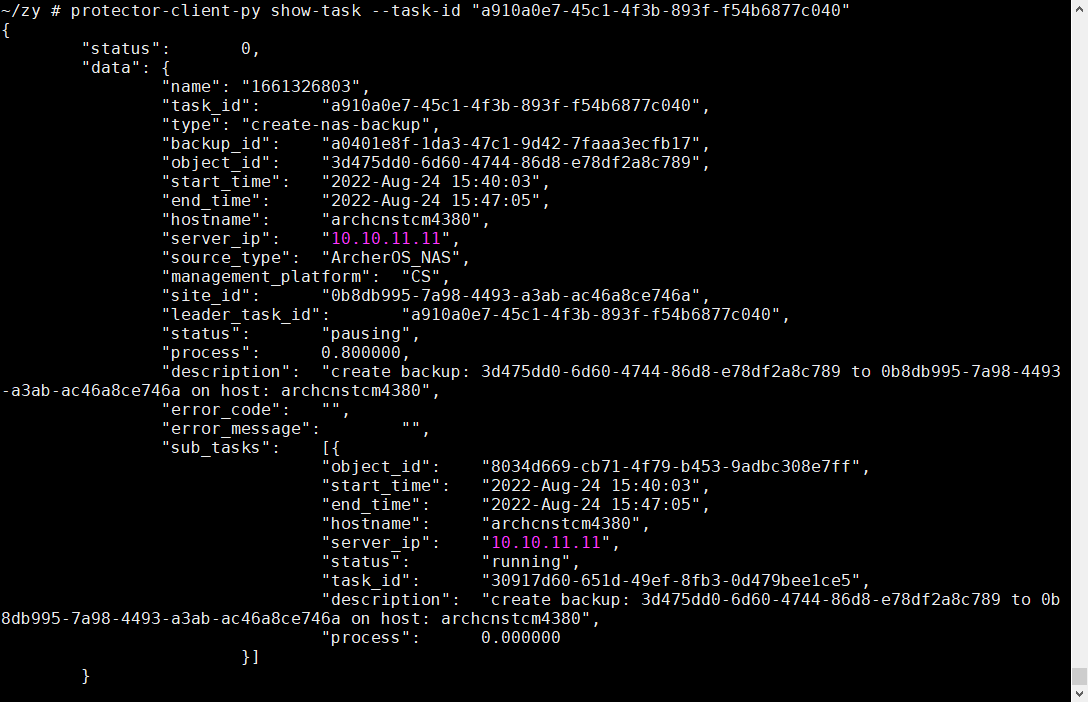 ~/zy # protector-client-py show-task --task-id "a910a0e7-45c1-4f3b-893f-f54b6877c040"
{
        "status":       0,
        "data": {
                "name": "1661326803",
                "task_id":      "a910a0e7-45c1-4f3b-893f-f54b6877c040",
                "type": "create-nas-backup",
                "backup_id":    "a0401e8f-1da3-47c1-9d42-7faaa3ecfb17",
                "object_id":    "3d475dd0-6d60-4744-86d8-e78df2a8c789",
                "start_time":   "2022-Aug-24 15:40:03",
                "end_time":     "2022-Aug-24 15:47:05",
                "hostname":     "archcnstcm4380",
                "server_ip":    "10.10.11.11",
                "source_type":  "ArcherOS_NAS",
                "management_platform":  "CS",
                "site_id":      "0b8db995-7a98-4493-a3ab-ac46a8ce746a",
                "leader_task_id":       "a910a0e7-45c1-4f3b-893f-f54b6877c040",
                "status":       "pausing",
                "process":      0.800000,
                "description":  "create backup: 3d475dd0-6d60-4744-86d8-e78df2a8c789 to 0b8db995-7a98-4493
-a3ab-ac46a8ce746a on host: archcnstcm4380",
                "error_code":   "",
                "error_message":        "",
                "sub_tasks":    [{
                                "object_id":    "8034d669-cb71-4f79-b453-9adbc308e7ff",
                                "start_time":   "2022-Aug-24 15:40:03",
                                "end_time":     "2022-Aug-24 15:47:05",
                                "hostname":     "archcnstcm4380",
                                "server_ip":    "10.10.11.11",
                                "status":       "running",
                                "task_id":      "30917d60-651d-49ef-8fb3-0d479bee1ce5",
                                "description":  "create backup: 3d475dd0-6d60-4744-86d8-e78df2a8c789 to 0b
8db995-7a98-4493-a3ab-ac46a8ce746a on host: archcnstcm4380",
                                "process":      0.000000
                        }]
        }